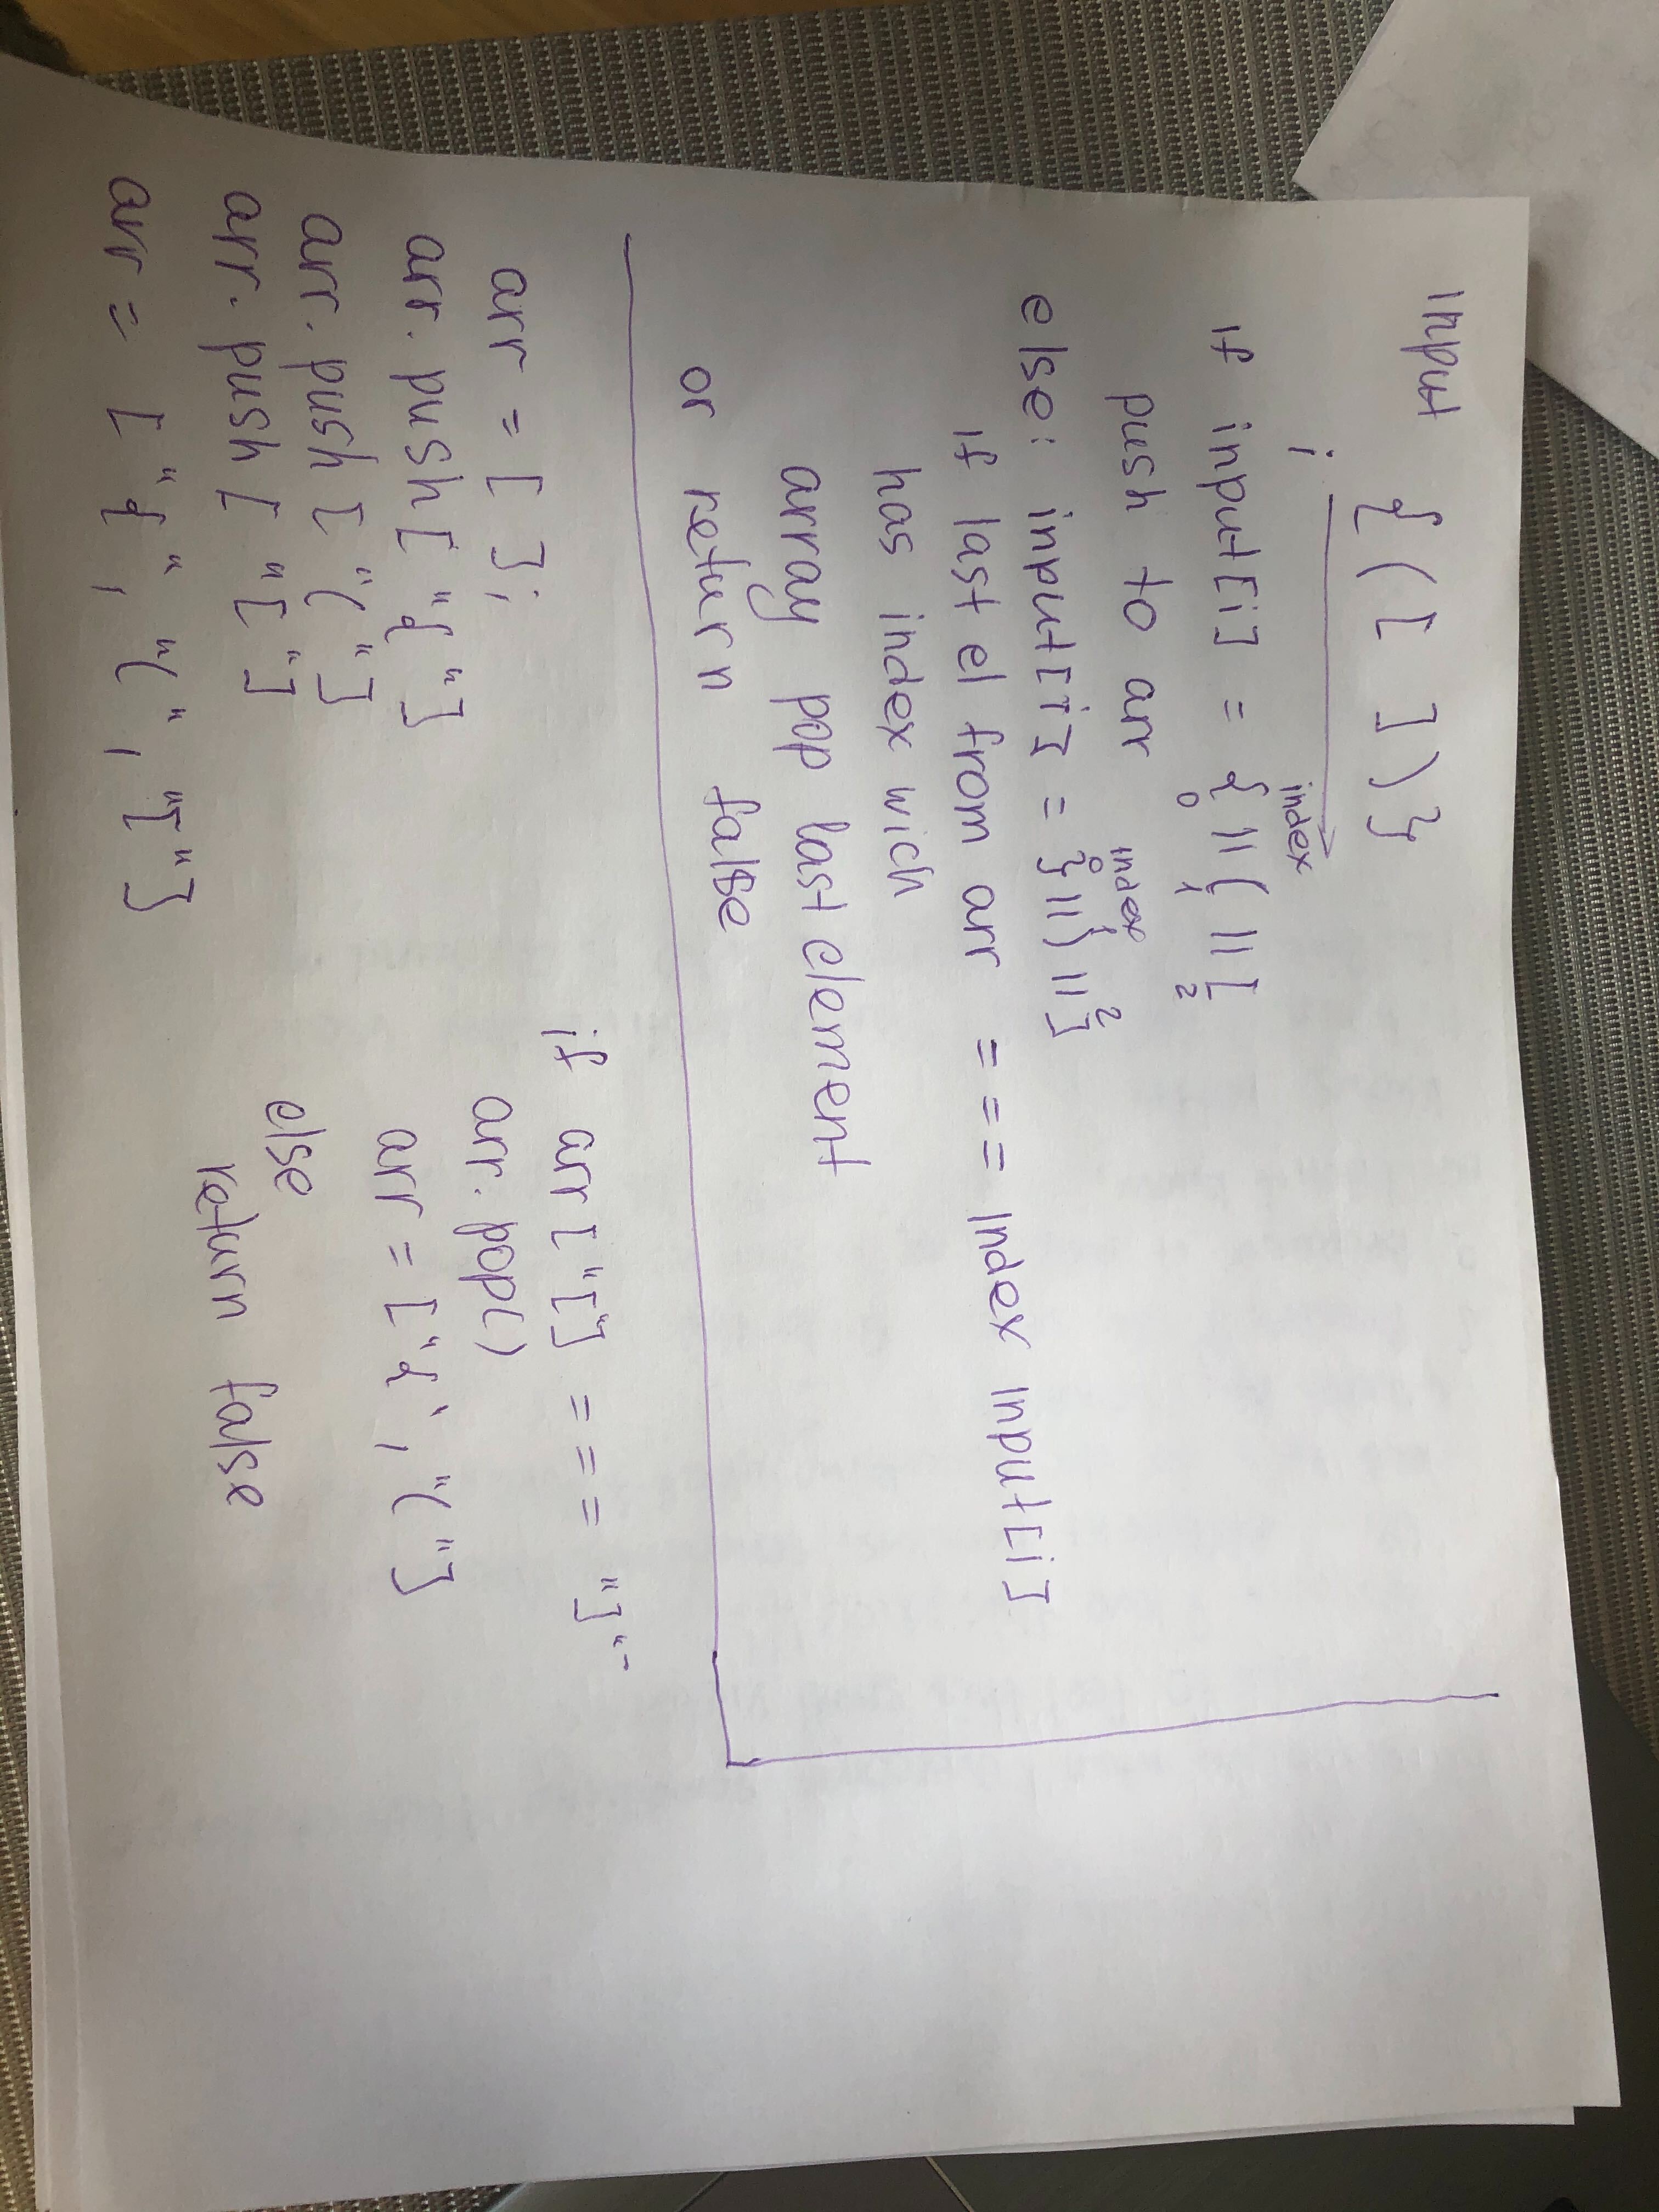 Input
{ ( [ ] ) }
i index
if input[i] = { || ( || [
0 1 2
push to arr
index
0 1 2
else: input[i] = } || ) || ]
if last el from arr === index input[i]
has index wich
array pop last element
or return false
arr = [];
arr.push["{"]
arr.push["("]
arr.push["["]
arr = ["{", "(", "["]
if arr["["] === "]"-
arr.pop()
arr = ["{", "("]
else
return false